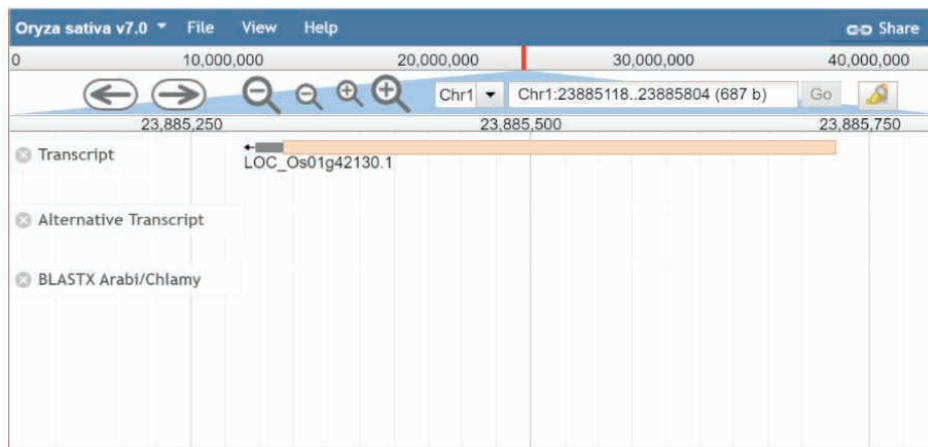 Oryza sativa v7.0 File View Help Share
0 10,000,000 20,000,000 30,000,000 40,000,000
Chr1 Chr1:23885118..23885804 (687 b) Go
23,885,250 23,885,500 23,885,750
Transcript
LOC_Os01g42130.1
Alternative Transcript
BLASTX Arabi/Chlamy